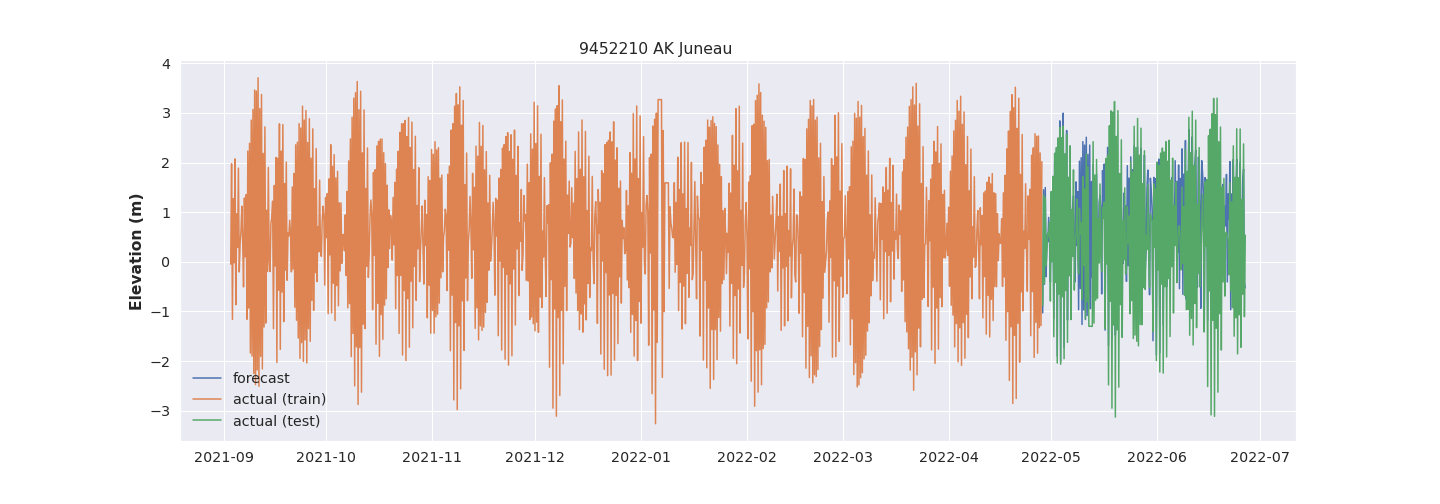 9452210 AK Juneau
Elevation (m)
4
3
2
1
0
−1
−2
−3
forecast
actual (train)
actual (test)
2021-09 2021-10 2021-11 2021-12 2022-01 2022-02 2022-03 2022-04 2022-05 2022-06 2022-07